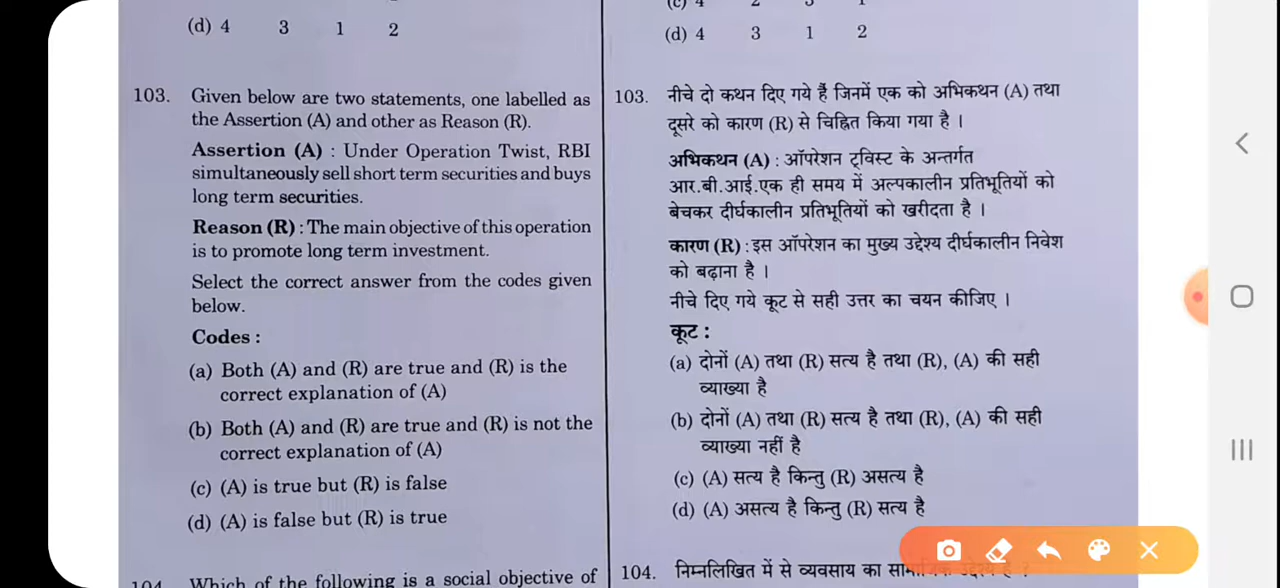 (d) 4 3 1 2
103. Given below are two statements, one labelled as
the Assertion (A) and other as Reason (R).
Assertion (A) : Under Operation Twist, RBI
simultaneously sell short term securities and buys
long term securities.
Reason (R) : The main objective of this operation
is to promote long term investment.
Select the correct answer from the codes given
below.
Codes :
(a) Both (A) and (R) are true and (R) is the
correct explanation of (A)
(b) Both (A) and (R) are true and (R) is not the
correct explanation of (A)
(c) (A) is true but (R) is false
(d) (A) is false but (R) is true
104. Which of the following is a social objective of
(c) 4 2 3 1
(d) 4 3 1 2
103. नीचे दो कथन दिए गये हैं जिनमें एक को अभिकथन (A) तथा
दूसरे को कारण (R) से चिह्नित किया गया है ।
अभिकथन (A) : ऑपरेशन ट्विस्ट के अन्तर्गत
आर.बी.आई.एक ही समय में अल्पकालीन प्रतिभूतियों को
बेचकर दीर्घकालीन प्रतिभूतियों को खरीदता है ।
कारण (R) : इस ऑपरेशन का मुख्य उद्देश्य दीर्घकालीन निवेश
को बढ़ाना है ।
नीचे दिए गये कूट से सही उत्तर का चयन कीजिए ।
कूट :
(a) दोनों (A) तथा (R) सत्य है तथा (R), (A) की सही
व्याख्या है
(b) दोनों (A) तथा (R) सत्य है तथा (R), (A) की सही
व्याख्या नहीं है
(c) (A) सत्य है किन्तु (R) असत्य है
(d) (A) असत्य है किन्तु (R) सत्य है
104. निम्नलिखित में से व्यवसाय का सामाजिक उद्देश्य है ?